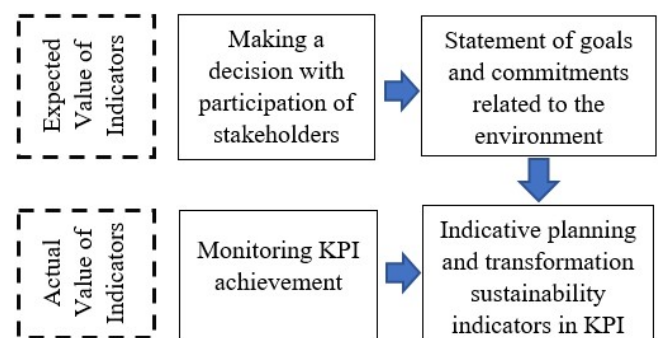 Expected
Value of
Indicators
Making a
decision with
participation of
stakeholders
Statement of goals
and commitments
related to the
environment
Actual
Value of
Indicators
Monitoring KPI
achievement
Indicative planning
and transformation
sustainability
indicators in KPI